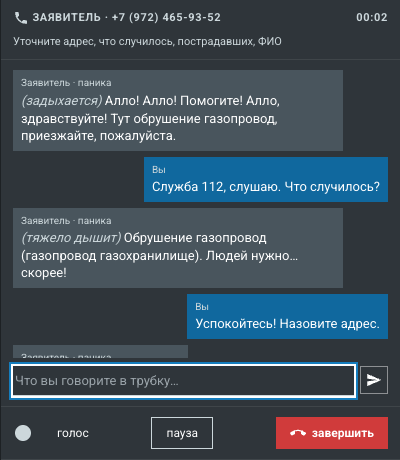 ЗАЯВИТЕЛЬ · +7 (972) 465-93-52
00:02
Уточните адрес, что случилось, пострадавших, ФИО
Заявитель · паника
(задыхается) Алло! Алло! Помогите! Алло,
здравствуйте! Тут обрушение газопровод,
приезжайте, пожалуйста.
Вы
Служба 112, слушаю. Что случилось?
Заявитель · паника
(тяжело дышит) Обрушение газопровод
(газопровод газохранилище). Людей нужно…
скорее!
Вы
Успокойтесь! Назовите адрес.
Заявитель · паника
Что вы говорите в трубку…
голос
пауза
завершить